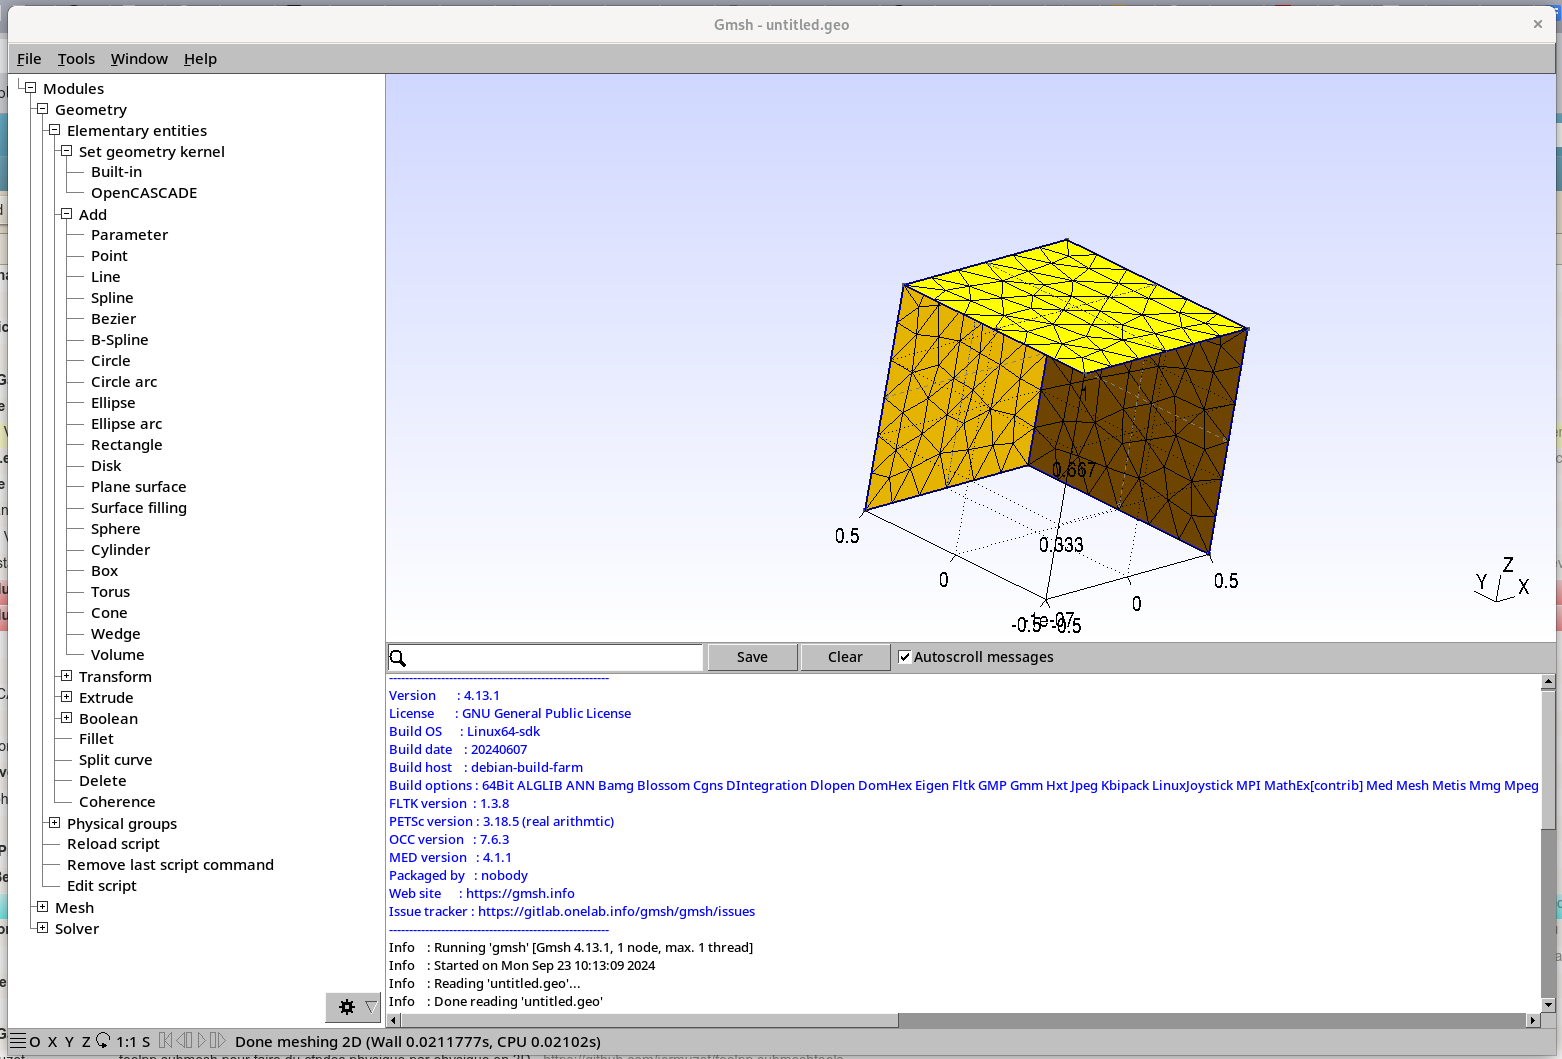 Gmsh - untitled.geo
File Tools Window Help
Modules
Geometry
Elementary entities
Set geometry kernel
Built-in
OpenCASCADE
Add
Parameter
Point
Line
Spline
Bezier
B-Spline
Circle
Circle arc
Ellipse
Ellipse arc
Rectangle
Disk
Plane surface
Surface filling
Sphere
Cylinder
Box
Torus
Cone
Wedge
Volume
Transform
Extrude
Boolean
Fillet
Split curve
Delete
Coherence
Physical groups
Reload script
Remove last script command
Edit script
Mesh
Solver
1
0.667
0.333
-1e-07
0.5
0
-0.5
-0.5
0
0.5
Z
Y
X
Save Clear Autoscroll messages
Version : 4.13.1
License : GNU General Public License
Build OS : Linux64-sdk
Build date : 20240607
Build host : debian-build-farm
Build options : 64Bit ALGLIB ANN Bamg Blossom Cgns DIntegration Dlopen DomHex Eigen Fltk GMP Gmm Hxt Jpeg Kbipack LinuxJoystick MPI MathEx[contrib] Med Mesh Metis Mmg Mpeg
FLTK version : 1.3.8
PETSc version : 3.18.5 (real arithmtic)
OCC version : 7.6.3
MED version : 4.1.1
Packaged by : nobody
Web site : https://gmsh.info
Issue tracker : https://gitlab.onelab.info/gmsh/gmsh/issues
Info : Running 'gmsh' [Gmsh 4.13.1, 1 node, max. 1 thread]
Info : Started on Mon Sep 23 10:13:09 2024
Info : Reading 'untitled.geo'...
Info : Done reading 'untitled.geo'
O X Y Z 1:1 S Done meshing 2D (Wall 0.0211777s, CPU 0.02102s)